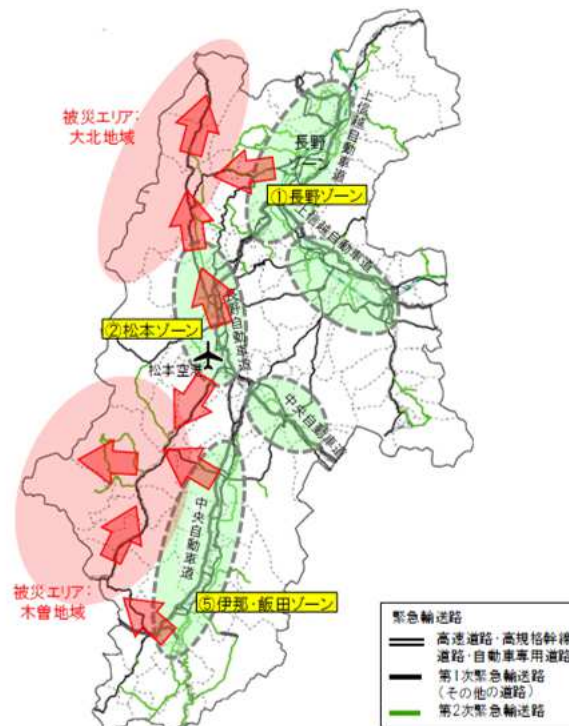 被災エリア:
大北地域
上信越自動車道
長野
ゾーン
①長野ゾーン
上信越自動車道
②松本ゾーン
長野自動車道
松本空港
中央自動車道
中央自動車道
被災エリア:
木曽地域
⑤伊那・飯田ゾーン
緊急輸送路
高速道路・高規格幹線
道路・自動車専用道路
第1次緊急輸送路
(その他の道路)
第2次緊急輸送路